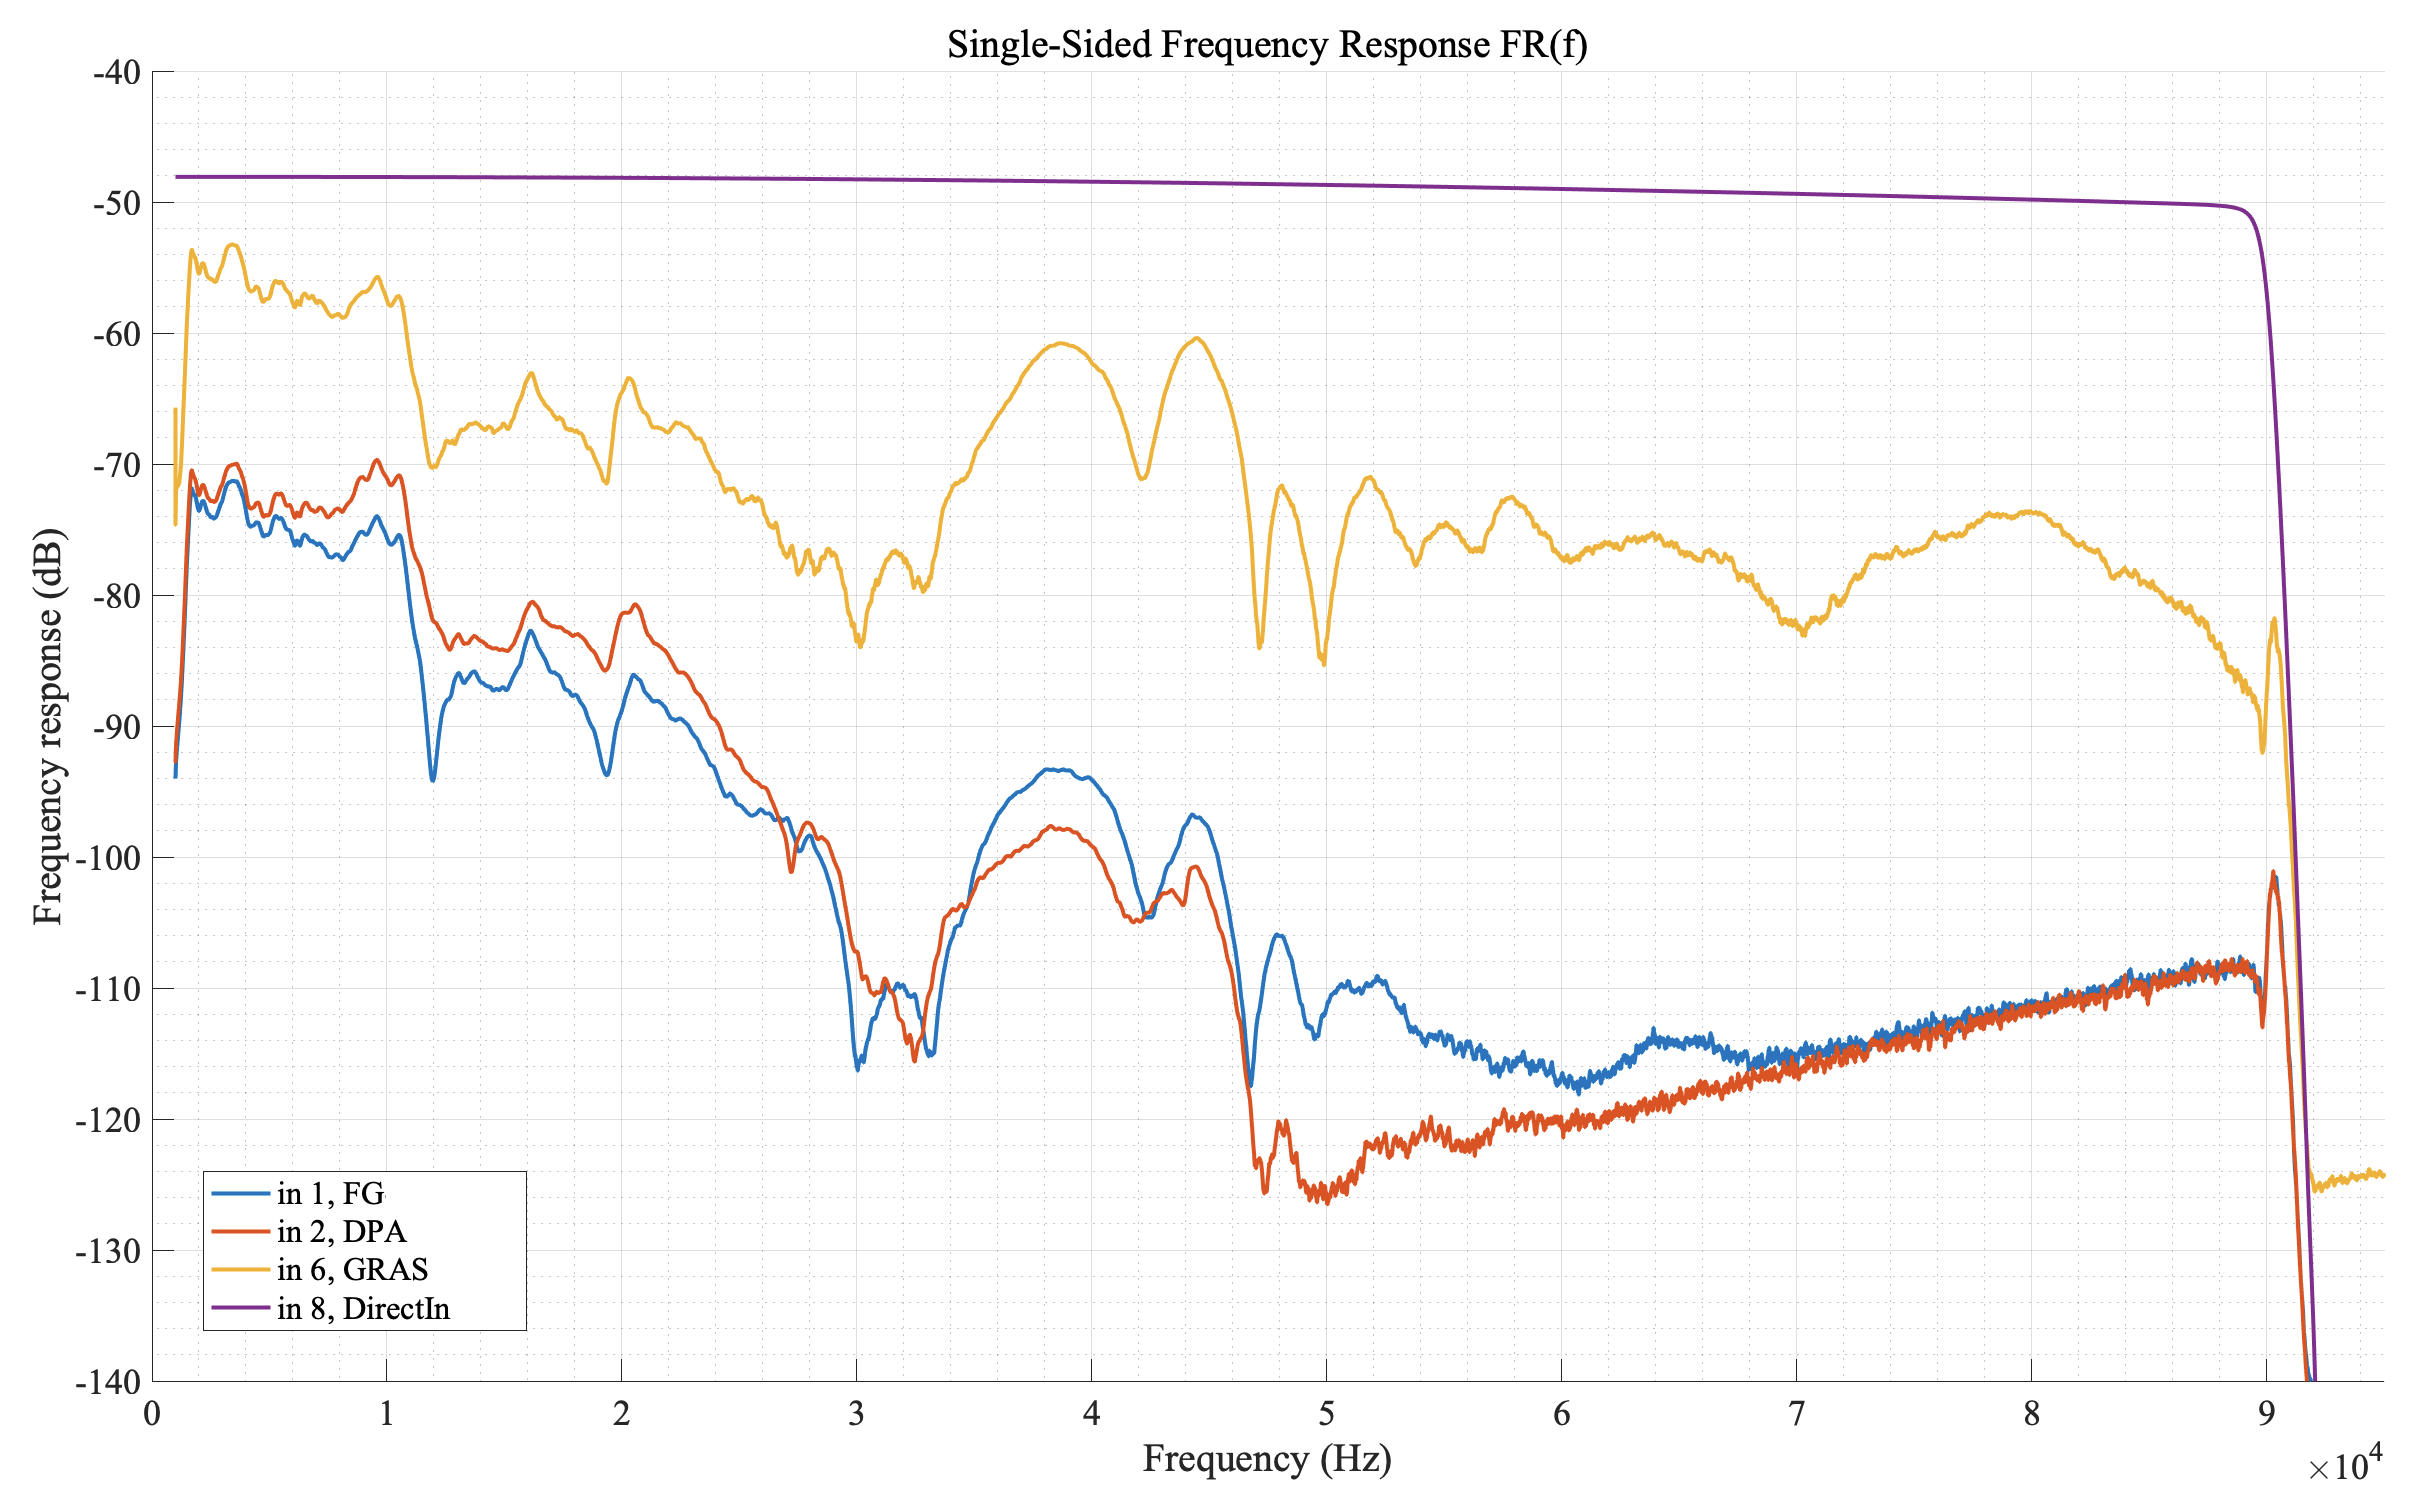 Single-Sided Frequency Response FR(f)
Frequency response (dB)
-40
-50
-60
-70
-80
-90
-100
-110
-120
-130
-140
in 1, FG
in 2, DPA
in 6, GRAS
in 8, DirectIn
0 1 2 3 4 5 6 7 8 9
Frequency (Hz)
×10⁴